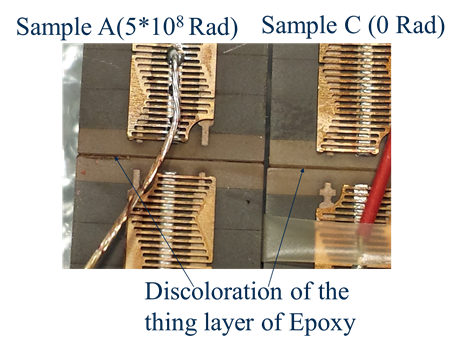 Sample A(5*10⁸ Rad) Sample C (0 Rad)
Discoloration of the
thing layer of Epoxy